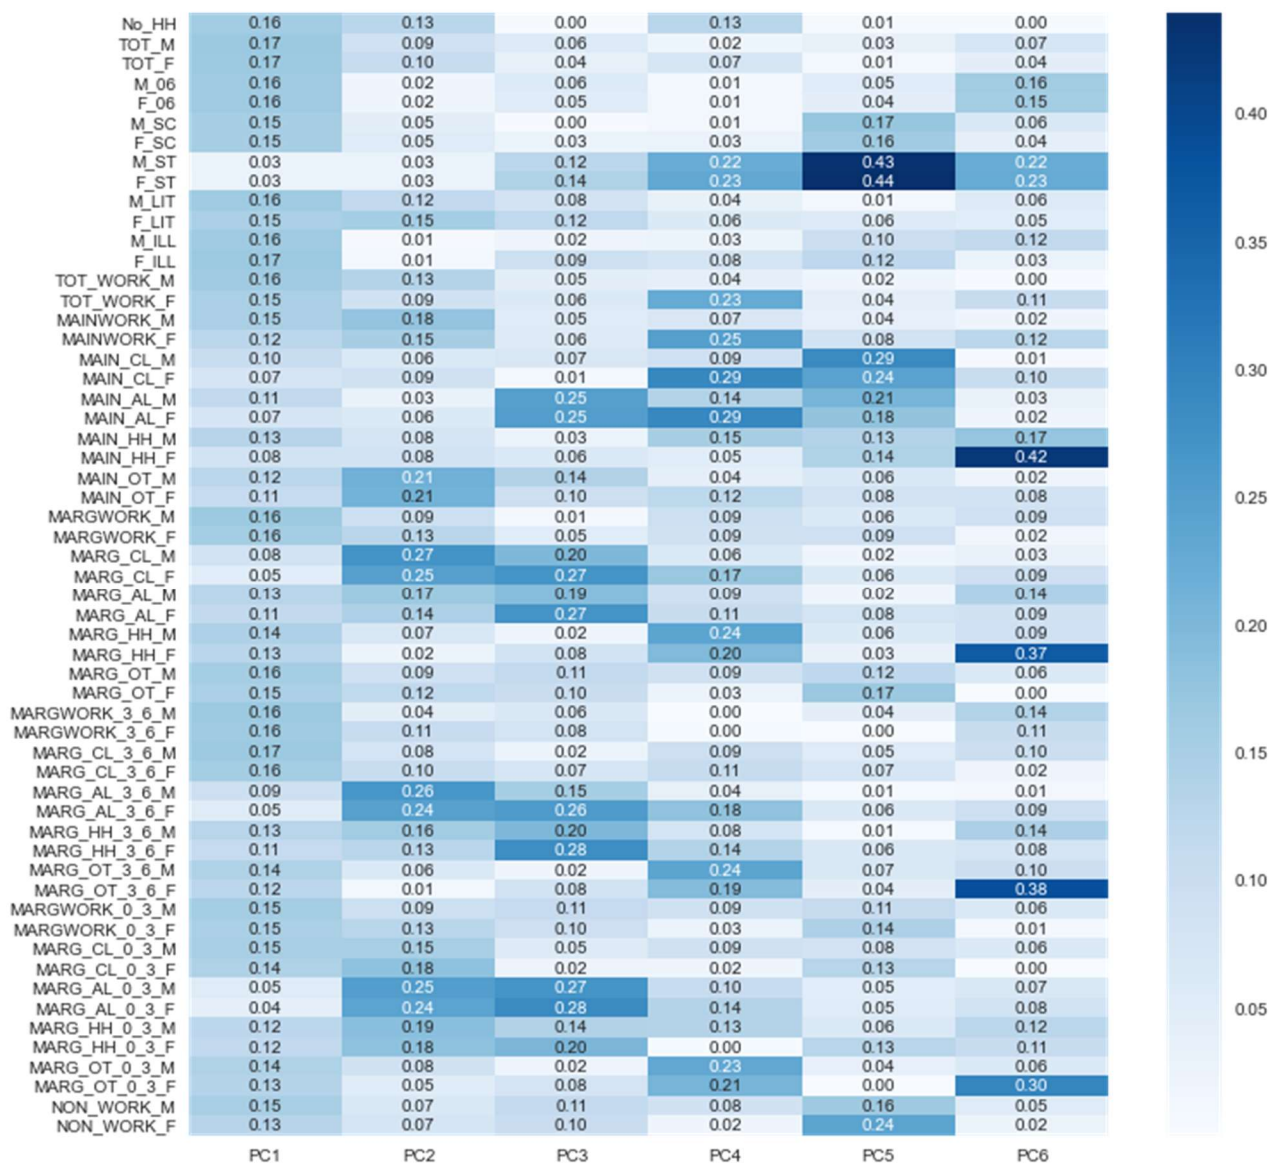 No_HH 0.16 0.13 0.00 0.13 0.01 0.00
TOT_M 0.17 0.09 0.06 0.02 0.03 0.07
TOT_F 0.17 0.10 0.04 0.07 0.01 0.04
M_06 0.16 0.02 0.06 0.01 0.05 0.16
F_06 0.16 0.02 0.05 0.01 0.04 0.15
M_SC 0.15 0.05 0.00 0.01 0.17 0.06
F_SC 0.15 0.05 0.03 0.03 0.16 0.04
M_ST 0.03 0.03 0.12 0.22 0.43 0.22
F_ST 0.03 0.03 0.14 0.23 0.44 0.23
M_LIT 0.16 0.12 0.08 0.04 0.01 0.06
F_LIT 0.15 0.15 0.12 0.06 0.06 0.05
M_ILL 0.16 0.01 0.02 0.03 0.10 0.12
F_ILL 0.17 0.01 0.09 0.08 0.12 0.03
TOT_WORK_M 0.16 0.13 0.05 0.04 0.02 0.00
TOT_WORK_F 0.15 0.09 0.06 0.23 0.04 0.11
MAINWORK_M 0.15 0.18 0.05 0.07 0.04 0.02
MAINWORK_F 0.12 0.15 0.06 0.25 0.08 0.12
MAIN_CL_M 0.10 0.06 0.07 0.09 0.29 0.01
MAIN_CL_F 0.07 0.09 0.01 0.29 0.24 0.10
MAIN_AL_M 0.11 0.03 0.25 0.14 0.21 0.03
MAIN_AL_F 0.07 0.06 0.25 0.29 0.18 0.02
MAIN_HH_M 0.13 0.08 0.03 0.15 0.13 0.17
MAIN_HH_F 0.08 0.08 0.06 0.05 0.14 0.42
MAIN_OT_M 0.12 0.21 0.14 0.04 0.06 0.02
MAIN_OT_F 0.11 0.21 0.10 0.12 0.08 0.08
MARGWORK_M 0.16 0.09 0.01 0.09 0.06 0.09
MARGWORK_F 0.16 0.13 0.05 0.09 0.09 0.02
MARG_CL_M 0.08 0.27 0.20 0.06 0.02 0.03
MARG_CL_F 0.05 0.25 0.27 0.17 0.06 0.09
MARG_AL_M 0.13 0.17 0.19 0.09 0.02 0.14
MARG_AL_F 0.11 0.14 0.27 0.11 0.08 0.09
MARG_HH_M 0.14 0.07 0.02 0.24 0.06 0.09
MARG_HH_F 0.13 0.02 0.08 0.20 0.03 0.37
MARG_OT_M 0.16 0.09 0.11 0.09 0.12 0.06
MARG_OT_F 0.15 0.12 0.10 0.03 0.17 0.00
MARGWORK_3_6_M 0.16 0.04 0.06 0.00 0.04 0.14
MARGWORK_3_6_F 0.16 0.11 0.08 0.00 0.00 0.11
MARG_CL_3_6_M 0.17 0.08 0.02 0.09 0.05 0.10
MARG_CL_3_6_F 0.16 0.10 0.07 0.11 0.07 0.02
MARG_AL_3_6_M 0.09 0.26 0.15 0.04 0.01 0.01
MARG_AL_3_6_F 0.05 0.24 0.26 0.18 0.06 0.09
MARG_HH_3_6_M 0.13 0.16 0.20 0.08 0.01 0.14
MARG_HH_3_6_F 0.11 0.13 0.28 0.14 0.06 0.08
MARG_OT_3_6_M 0.14 0.06 0.02 0.24 0.07 0.10
MARG_OT_3_6_F 0.12 0.01 0.08 0.19 0.04 0.38
MARGWORK_0_3_M 0.15 0.09 0.11 0.09 0.11 0.06
MARGWORK_0_3_F 0.15 0.13 0.10 0.03 0.14 0.01
MARG_CL_0_3_M 0.15 0.15 0.05 0.09 0.08 0.06
MARG_CL_0_3_F 0.14 0.18 0.02 0.02 0.13 0.00
MARG_AL_0_3_M 0.05 0.25 0.27 0.10 0.05 0.07
MARG_AL_0_3_F 0.04 0.24 0.28 0.14 0.05 0.08
MARG_HH_0_3_M 0.12 0.19 0.14 0.13 0.06 0.12
MARG_HH_0_3_F 0.12 0.18 0.20 0.00 0.13 0.11
MARG_OT_0_3_M 0.14 0.08 0.02 0.23 0.04 0.06
MARG_OT_0_3_F 0.13 0.05 0.08 0.21 0.00 0.30
NON_WORK_M 0.15 0.07 0.11 0.08 0.16 0.05
NON_WORK_F 0.13 0.07 0.10 0.02 0.24 0.02
PC1 PC2 PC3 PC4 PC5 PC6
0.40
0.35
0.30
0.25
0.20
0.15
0.10
0.05